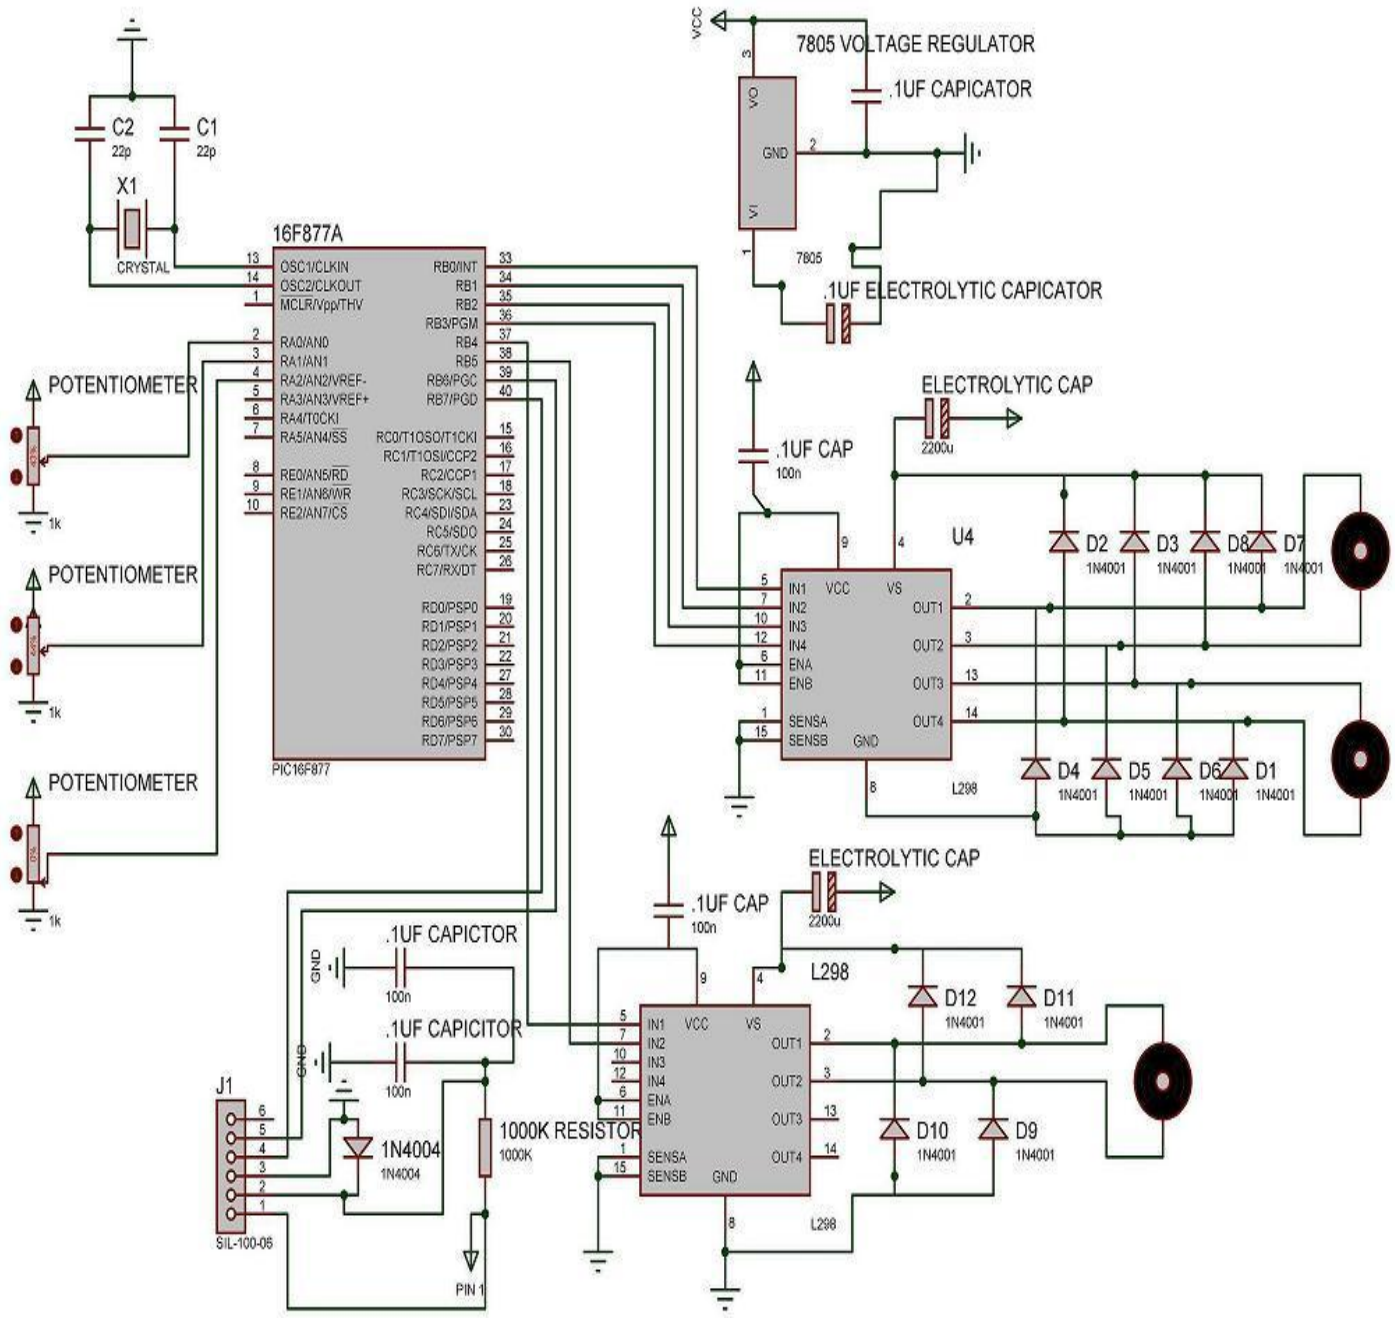 VCC
3
7805 VOLTAGE REGULATOR
VO
.1UF CAPICATOR
GND
2
VI
1
7805
.1UF ELECTROLYTIC CAPICATOR
C2
22p
C1
22p
X1
CRYSTAL
16F877A
13 OSC1/CLKIN
14 OSC2/CLKOUT
1 MCLR/Vpp/THV
2 RA0/AN0
3 RA1/AN1
4 RA2/AN2/VREF-
5 RA3/AN3/VREF+
6 RA4/T0CKI
7 RA5/AN4/SS
8 RE0/AN5/RD
9 RE1/AN6/WR
10 RE2/AN7/CS
RB0/INT 33
RB1 34
RB2 35
RB3/PGM 36
RB4 37
RB5 38
RB6/PGC 39
RB7/PGD 40
RC0/T1OSO/T1CKI 15
RC1/T1OSI/CCP2 16
RC2/CCP1 17
RC3/SCK/SCL 18
RC4/SDI/SDA 23
RC5/SDO 24
RC6/TX/CK 25
RC7/RX/DT 26
RD0/PSP0 19
RD1/PSP1 20
RD2/PSP2 21
RD3/PSP3 22
RD4/PSP4 27
RD5/PSP5 28
RD6/PSP6 29
RD7/PSP7 30
PIC16F877
POTENTIOMETER
1k
POTENTIOMETER
1k
POTENTIOMETER
0%
1k
.1UF CAP
100n
ELECTROLYTIC CAP
2200u
U4
9
4
VCC
VS
5 IN1
7 IN2
10 IN3
12 IN4
6 ENA
11 ENB
1 SENSA
15 SENSB
GND
8
OUT1 2
OUT2 3
OUT3 13
OUT4 14
L298
D2
1N4001
D3
1N4001
D8
1N4001
D7
1N4001
D4
1N4001
D5
1N4001
D6
1N4001
D1
1N4001
.1UF CAP
100n
ELECTROLYTIC CAP
2200u
L298
9
4
VCC
VS
5 IN1
7 IN2
10 IN3
12 IN4
6 ENA
11 ENB
1 SENSA
15 SENSB
GND
8
OUT1 2
OUT2 3
OUT3 13
OUT4 14
L298
D12
1N4001
D11
1N4001
D10
1N4001
D9
1N4001
.1UF CAPICTOR
GND
100n
.1UF CAPICITOR
GND
100n
J1
6
5
4
3
2
1
SIL-100-06
1N4004
1N4004
1000K RESISTOR
1000K
PIN 1